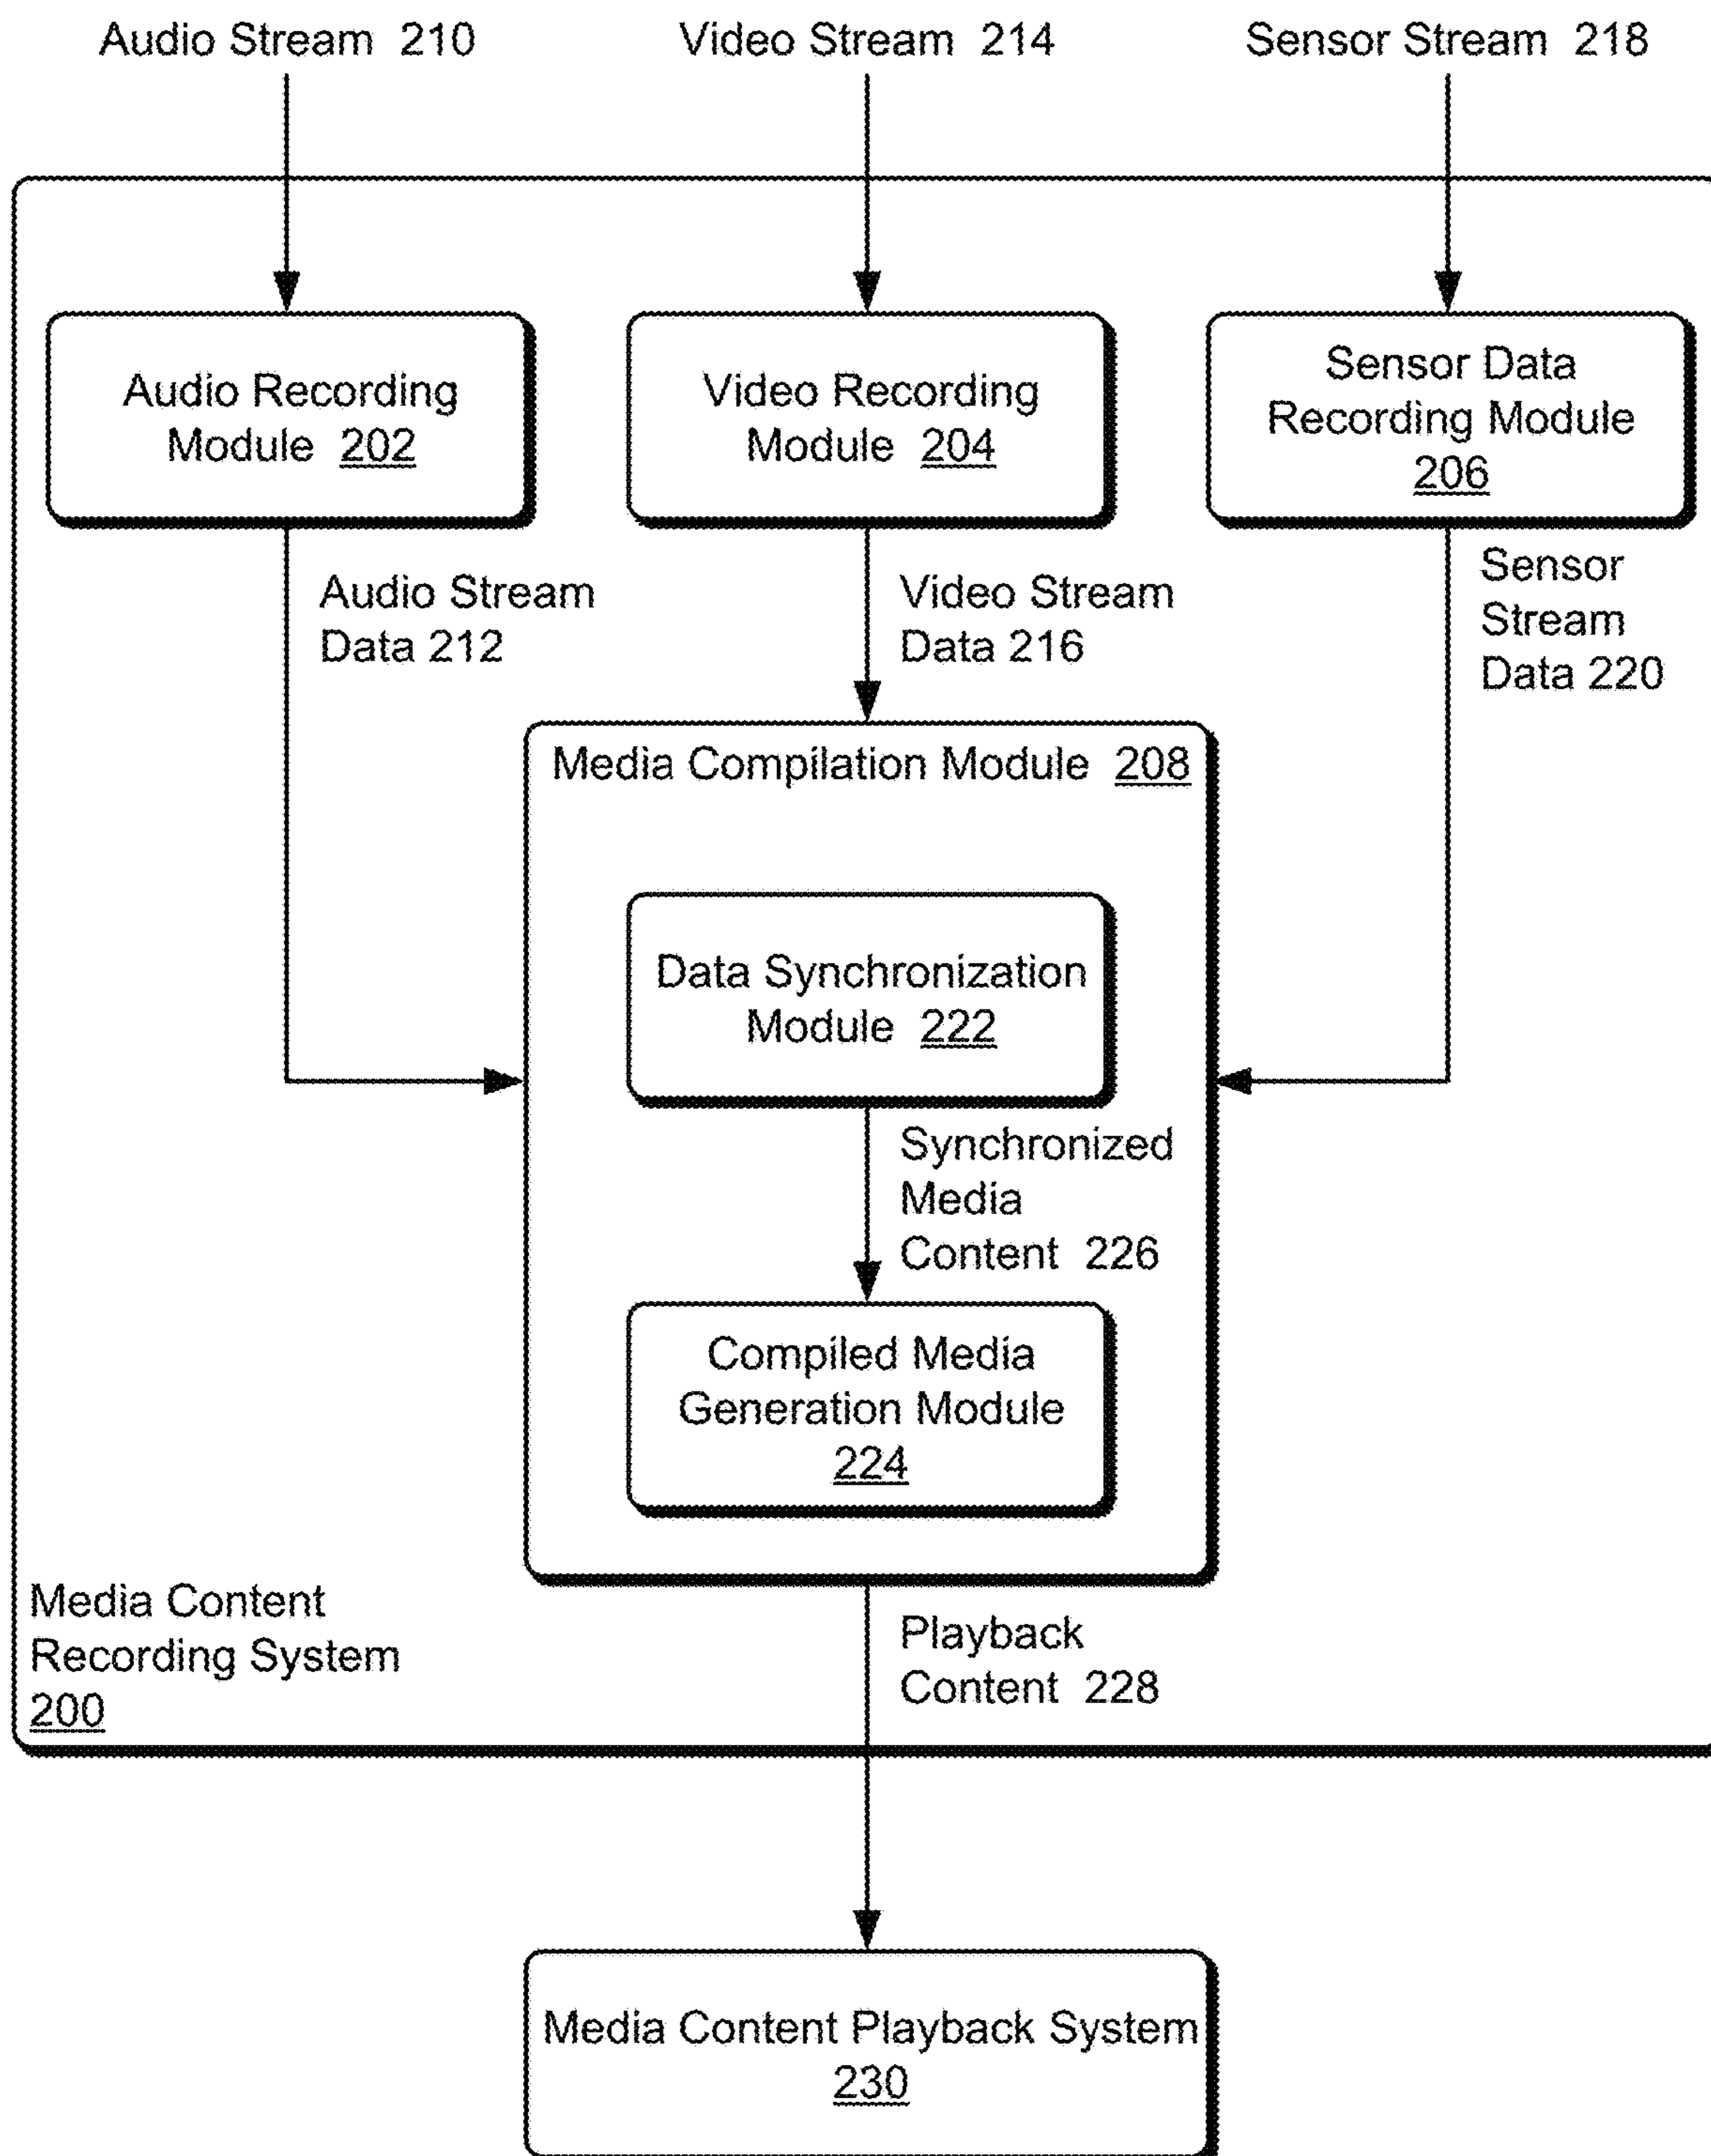 Audio Stream 210
Video Stream 214
Sensor Stream 218
Audio Recording
Module 202
Video Recording
Module 204
Sensor Data
Recording Module
206
Audio Stream
Data 212
Video Stream
Data 216
Sensor
Stream
Data 220
Media Compilation Module 208
Data Synchronization
Module 222
Synchronized
Media
Content 226
Compiled Media
Generation Module
224
Media Content
Recording System
200
Playback
Content 228
Media Content Playback System
230